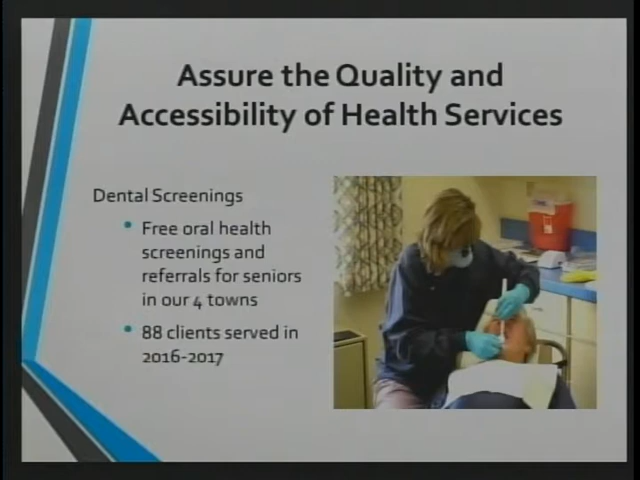 Assure the Quality and
Accessibility of Health Services
Dental Screenings
• Free oral health
screenings and
referrals for seniors
in our 4 towns
• 88 clients served in
2016-2017